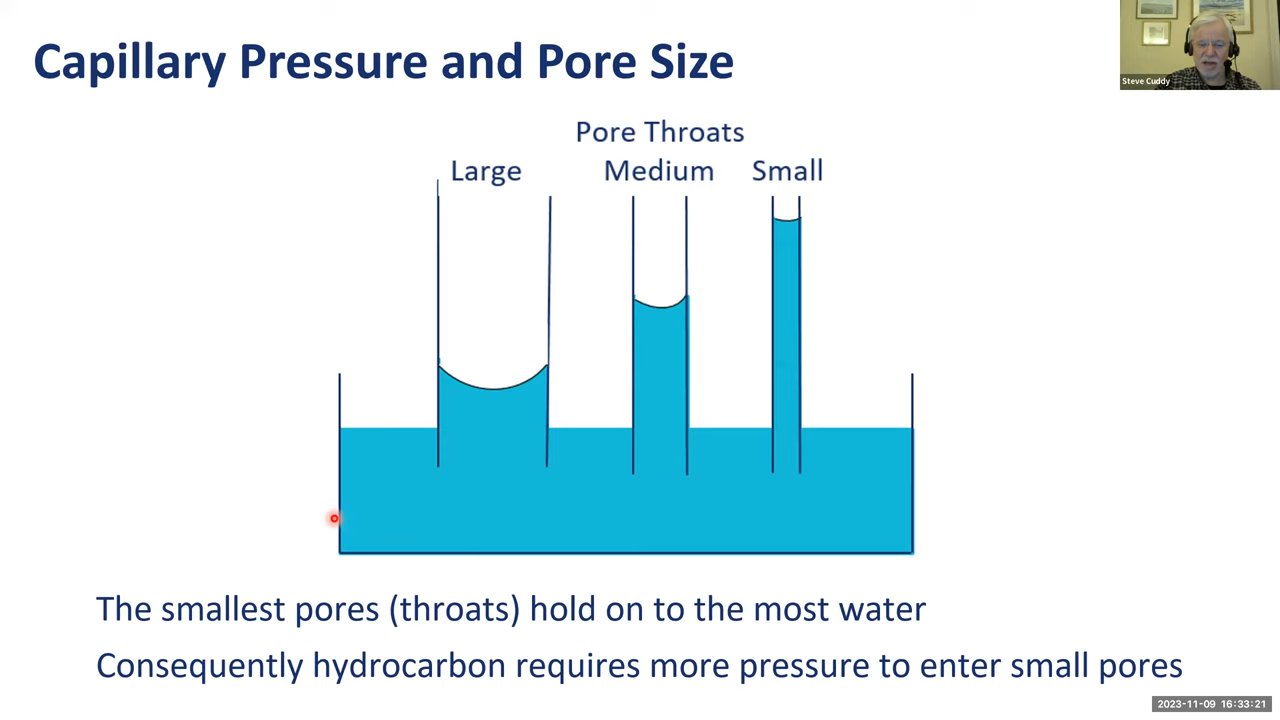 Capillary Pressure and Pore Size
Steve Cuddy
Pore Throats
Large Medium Small
The smallest pores (throats) hold on to the most water
Consequently hydrocarbon requires more pressure to enter small pores
2023-11-09 16:33:21